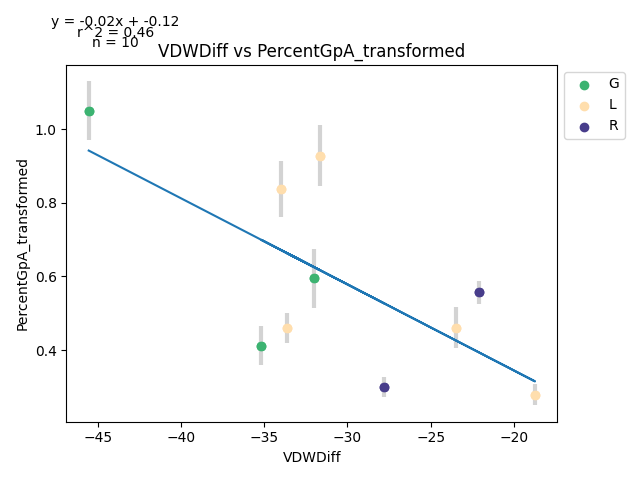 y = -0.02x + -0.12
r^2 = 0.46
n = 10
VDWDiff vs PercentGpA_transformed
G
L
R
PercentGpA_transformed
1.0
0.8
0.6
0.4
−45
−40
−35
−30
−25
−20
VDWDiff